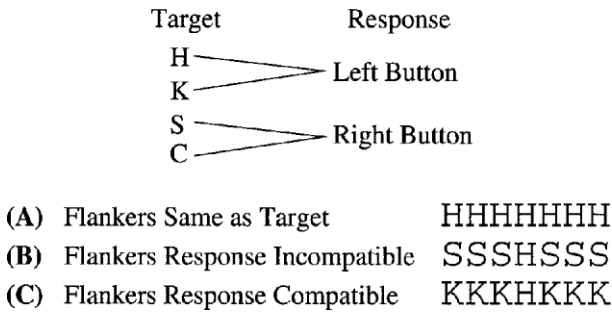 Target Response
H
Left Button
K
S
Right Button
C
(A) Flankers Same as Target HHHHHHH
(B) Flankers Response Incompatible SSSHSSS
(C) Flankers Response Compatible KKKHKKK